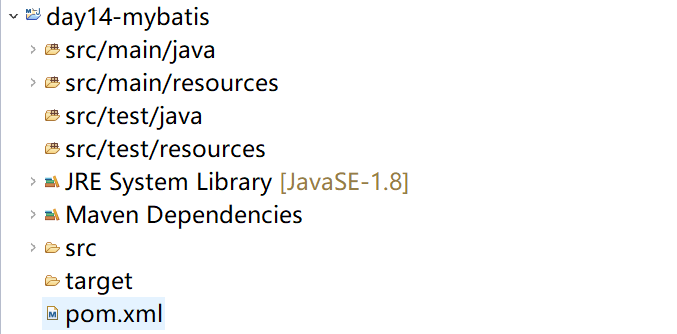 day14-mybatis
src/main/java
src/main/resources
src/test/java
src/test/resources
JRE System Library [JavaSE-1.8]
Maven Dependencies
src
target
pom.xml